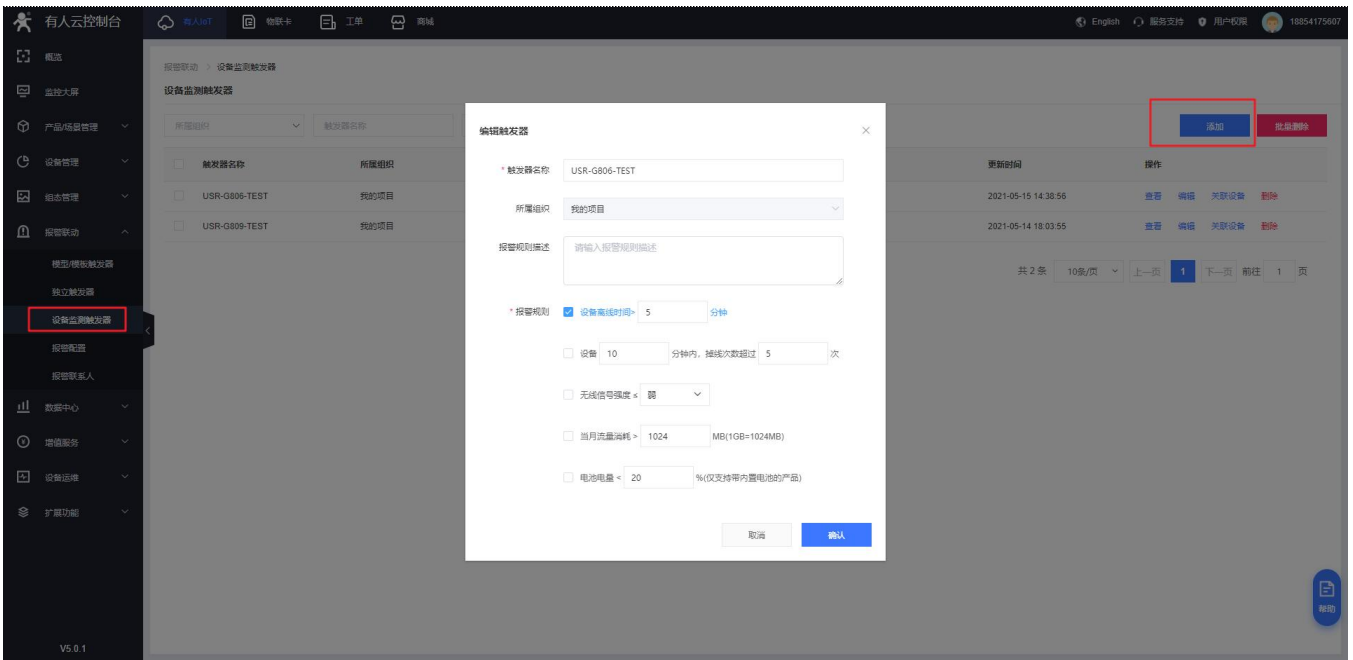 有人云控制台
有人IoT 物联卡 工单 商城 English 服务支持 用户权限 18854175607
概览
监控大屏
产品/场景管理
设备管理
组态管理
报警联动
模型/模板触发器
独立触发器
设备监测触发器
报警配置
报警联系人
数据中心
增值服务
设备运维
扩展功能
V5.0.1
报警联动 > 设备监测触发器
设备监测触发器
所属组织 触发器名称 添加 批量删除
触发器名称 所属组织 更新时间 操作
USR-G806-TEST 我的项目 2021-05-15 14:38:56 查看 编辑 关联设备 删除
USR-G809-TEST 我的项目 2021-05-14 18:03:55 查看 编辑 关联设备 删除
共 2 条 10条/页 上一页 1 下一页 前往 1 页
编辑触发器
* 触发器名称 USR-G806-TEST
所属组织 我的项目
报警规则描述 请输入报警规则描述
* 报警规则 设备离线时间> 5 分钟
设备 10 分钟内，掉线次数超过 5 次
无线信号强度 ≤ 弱
当月流量消耗 > 1024 MB(1GB=1024MB)
电池电量 < 20 %(仅支持带内置电池的产品)
取消 确认
帮助